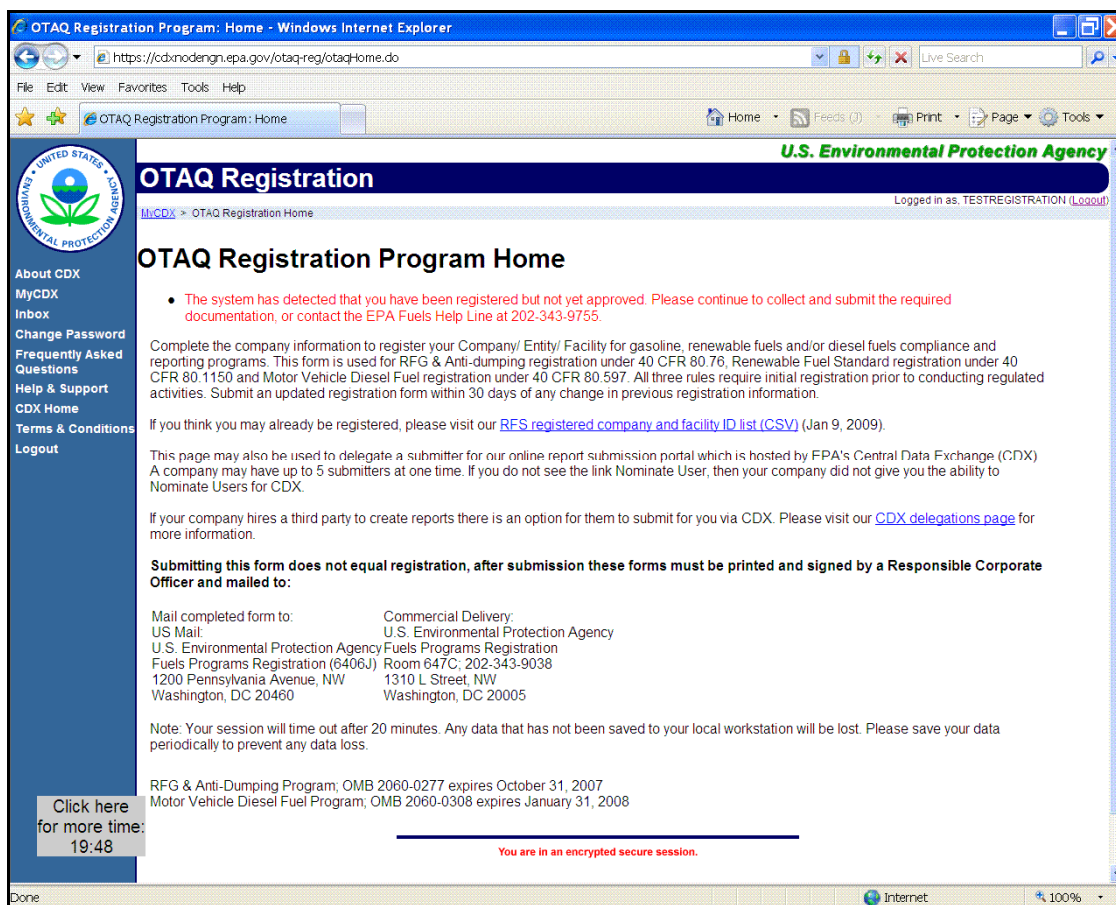 OTAQ Registration Program: Home - Windows Internet Explorer
https://cdxnodengn.epa.gov/otaq-reg/otaqHome.do
Live Search
File Edit View Favorites Tools Help
OTAQ Registration Program: Home
Home
Feeds (J)
Print
Page
Tools
UNITED STATES
ENVIRONMENTAL PROTECTION AGENCY
U.S. Environmental Protection Agency
OTAQ Registration
Logged in as, TESTREGISTRATION (Logout)
MyCDX > OTAQ Registration Home
About CDX
MyCDX
Inbox
Change Password
Frequently Asked
Questions
Help & Support
CDX Home
Terms & Conditions
Logout
OTAQ Registration Program Home
• The system has detected that you have been registered but not yet approved. Please continue to collect and submit the required
documentation, or contact the EPA Fuels Help Line at 202-343-9755.
Complete the company information to register your Company/ Entity/ Facility for gasoline, renewable fuels and/or diesel fuels compliance and
reporting programs. This form is used for RFG & Anti-dumping registration under 40 CFR 80.76, Renewable Fuel Standard registration under 40
CFR 80.1150 and Motor Vehicle Diesel Fuel registration under 40 CFR 80.597. All three rules require initial registration prior to conducting regulated
activities. Submit an updated registration form within 30 days of any change in previous registration information.
If you think you may already be registered, please visit our RFS registered company and facility ID list (CSV) (Jan 9, 2009).
This page may also be used to delegate a submitter for our online report submission portal which is hosted by EPA's Central Data Exchange (CDX)
A company may have up to 5 submitters at one time. If you do not see the link Nominate User, then your company did not give you the ability to
Nominate Users for CDX.
If your company hires a third party to create reports there is an option for them to submit for you via CDX. Please visit our CDX delegations page for
more information.
Submitting this form does not equal registration, after submission these forms must be printed and signed by a Responsible Corporate
Officer and mailed to:
Mail completed form to:
US Mail:
U.S. Environmental Protection Agency
Fuels Programs Registration (6406J)
1200 Pennsylvania Avenue, NW
Washington, DC 20460
Commercial Delivery:
U.S. Environmental Protection Agency
Fuels Programs Registration
Room 647C; 202-343-9038
1310 L Street, NW
Washington, DC 20005
Note: Your session will time out after 20 minutes. Any data that has not been saved to your local workstation will be lost. Please save your data
periodically to prevent any data loss.
RFG & Anti-Dumping Program; OMB 2060-0277 expires October 31, 2007
Motor Vehicle Diesel Fuel Program; OMB 2060-0308 expires January 31, 2008
Click here
for more time:
19:48
You are in an encrypted secure session.
Done
Internet
100%